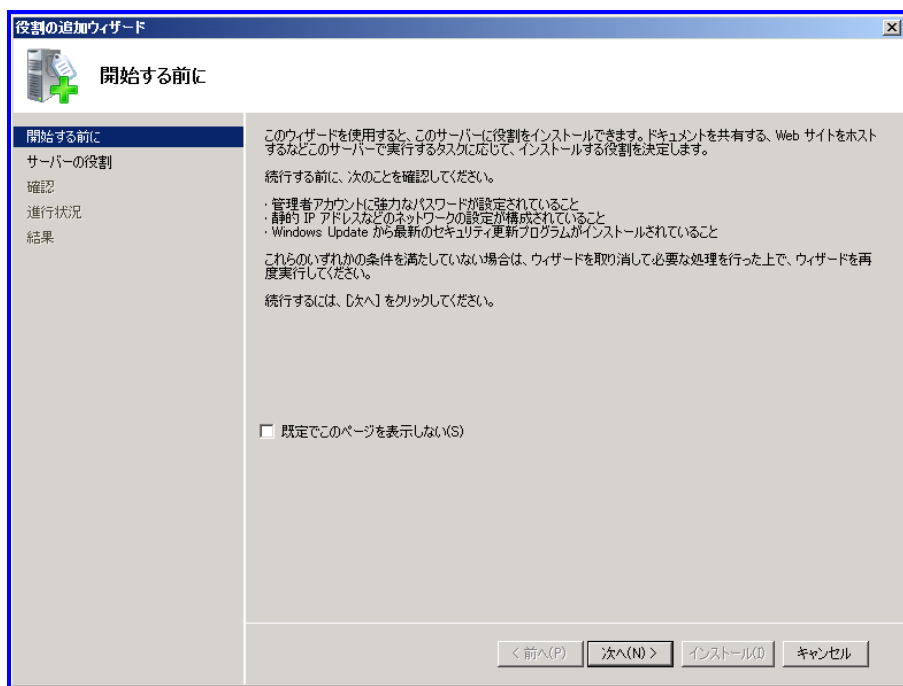 役割の追加ウィザード
開始する前に
開始する前に
サーバーの役割
確認
進行状況
結果
このウィザードを使用すると、このサーバーに役割をインストールできます。ドキュメントを共有する、Web サイトをホスト
するなどこのサーバーで実行するタスクに応じて、インストールする役割を決定します。
続行する前に、次のことを確認してください。
・管理者アカウントに強力なパスワードが設定されていること
・静的 IP アドレスなどのネットワークの設定が構成されていること
・Windows Update から最新のセキュリティ更新プログラムがインストールされていること
これらのいずれかの条件を満たしていない場合は、ウィザードを取り消して必要な処理を行った上で、ウィザードを再
度実行してください。
続行するには、[次へ] をクリックしてください。
既定でこのページを表示しない(S)
< 前へ(P)
次へ(N) >
インストール(I)
キャンセル